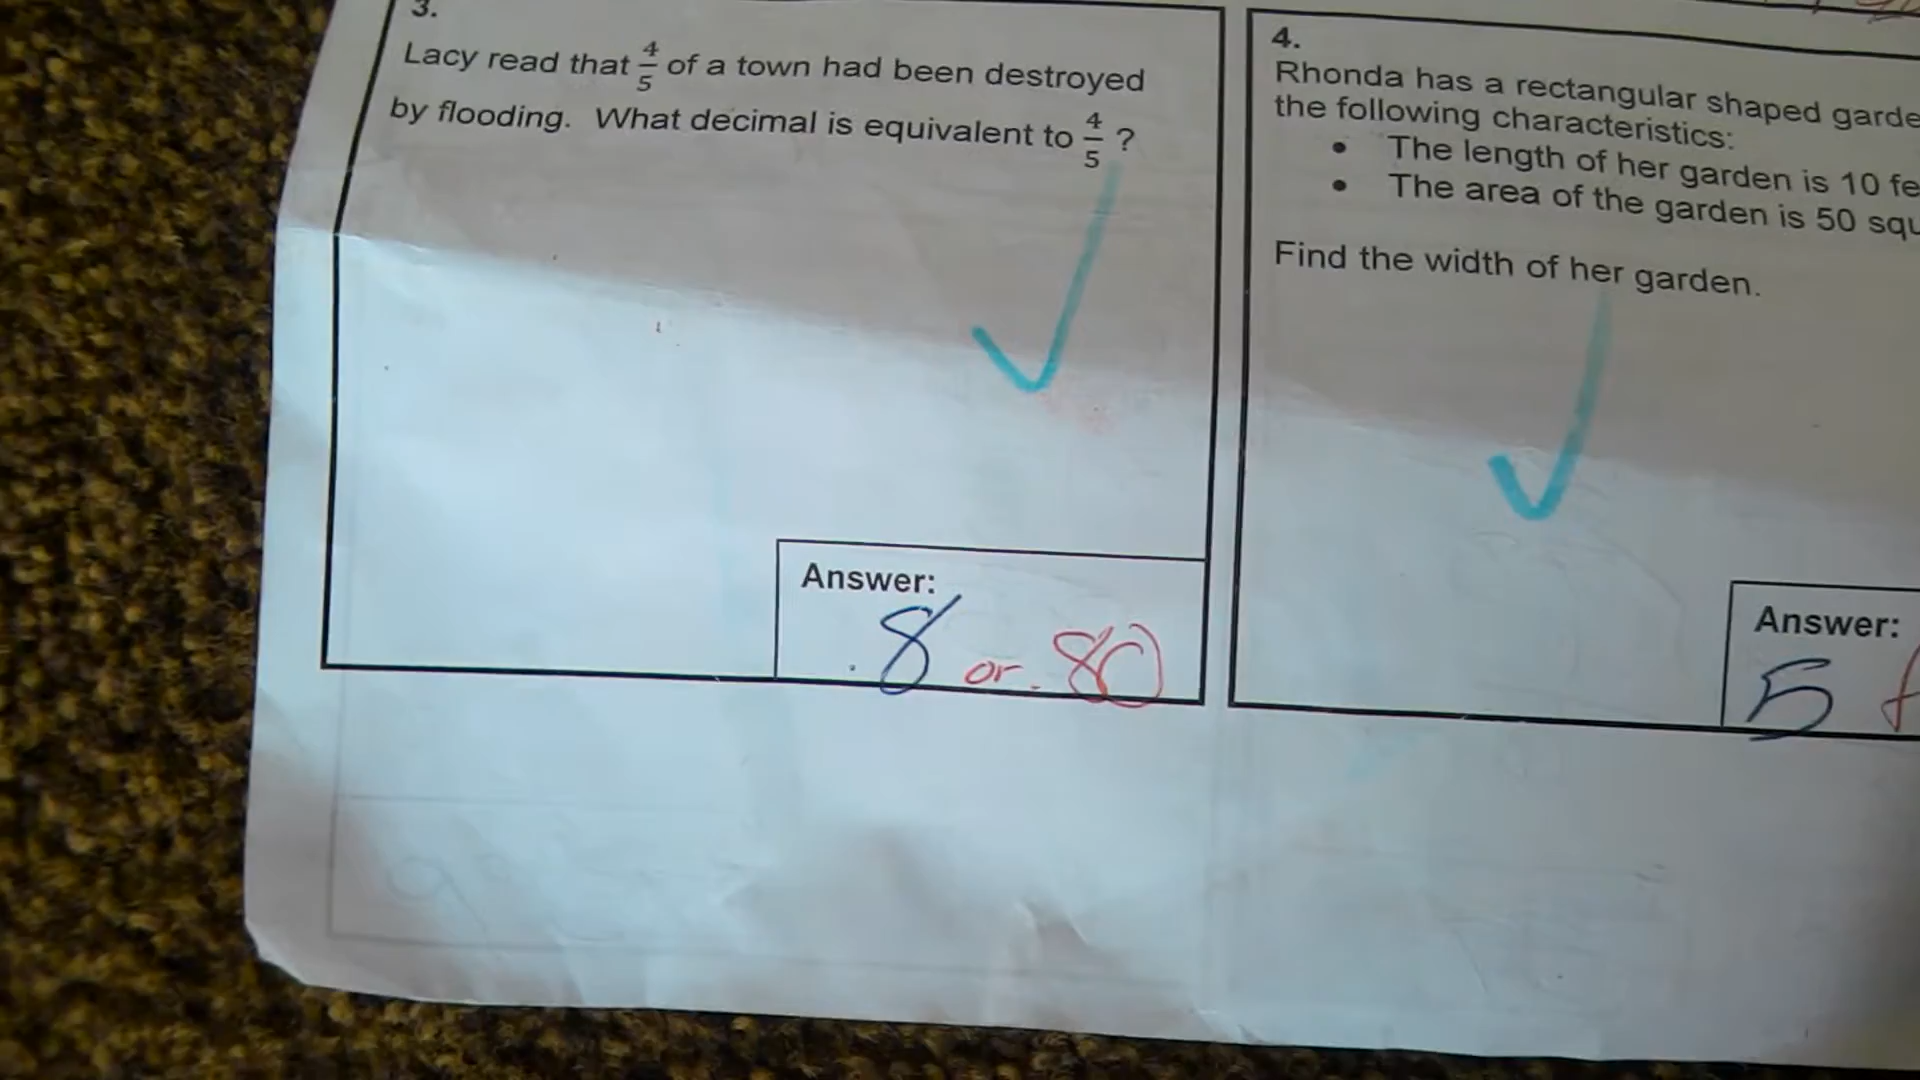 3.
Lacy read that 4/5 of a town had been destroyed
by flooding. What decimal is equivalent to 4/5 ?
Answer:
.8 or .80
4.
Rhonda has a rectangular shaped garde
the following characteristics:
• The length of her garden is 10 fe
• The area of the garden is 50 squ
Find the width of her garden.
Answer:
5 f